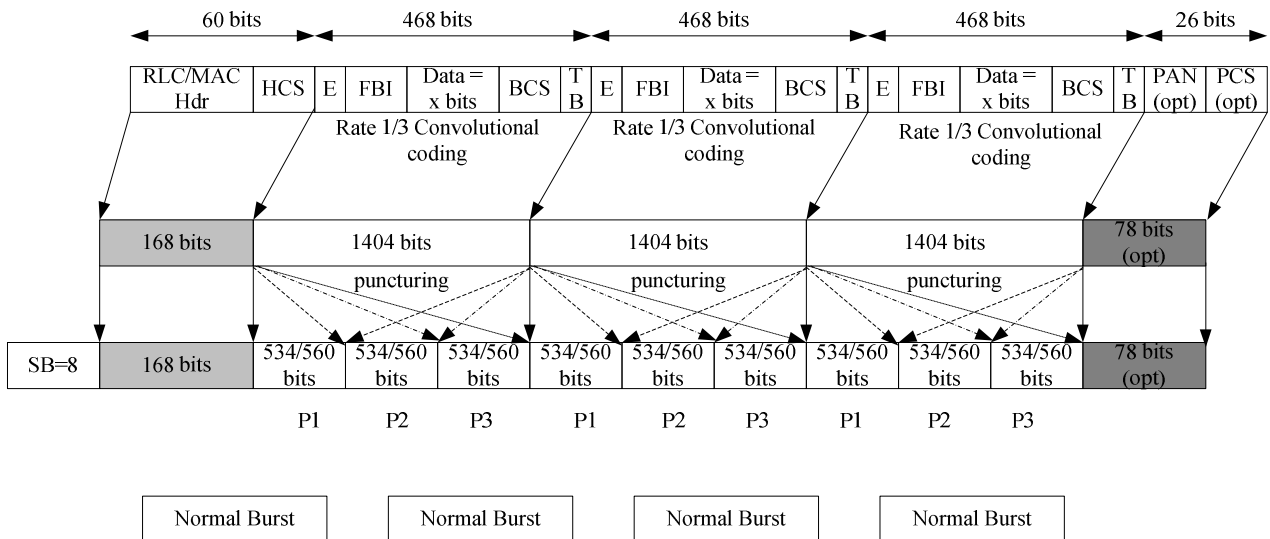 60 bits 468 bits 468 bits 468 bits 26 bits
RLC/MAC Hdr HCS E FBI Data = x bits BCS T B E FBI Data = x bits BCS T B E FBI Data = x bits BCS T B PAN (opt) PCS (opt)
Rate 1/3 Convolutional coding Rate 1/3 Convolutional coding Rate 1/3 Convolutional coding
168 bits 1404 bits 1404 bits 1404 bits 78 bits (opt)
puncturing puncturing puncturing
SB=8 168 bits 534/560 bits 534/560 bits 534/560 bits 534/560 bits 534/560 bits 534/560 bits 534/560 bits 534/560 bits 534/560 bits 78 bits (opt)
P1 P2 P3 P1 P2 P3 P1 P2 P3
Normal Burst Normal Burst Normal Burst Normal Burst